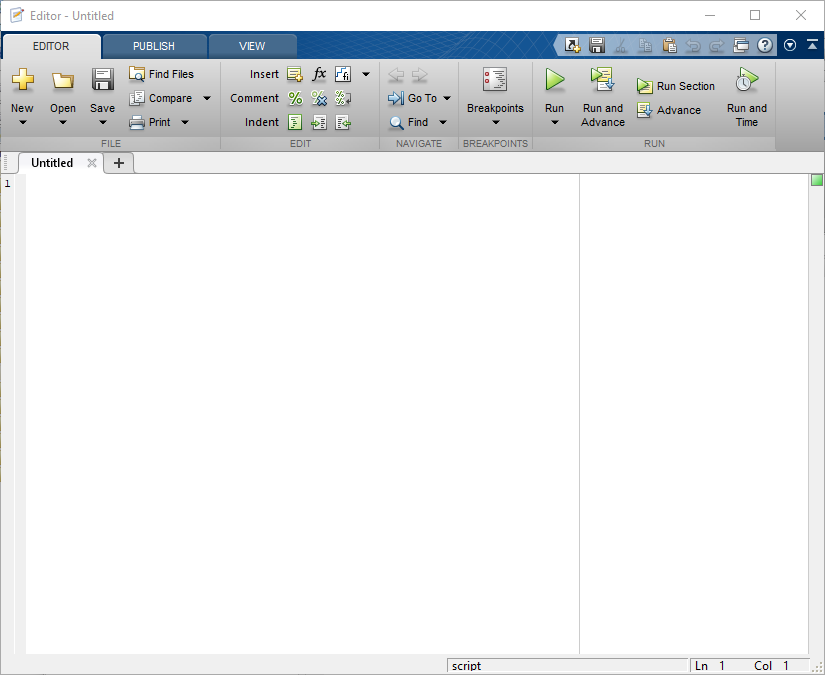 Editor - Untitled
EDITOR PUBLISH VIEW
New Open Save Find Files Compare Print
FILE
Insert fx fi
Comment % % %
Indent
EDIT
Go To
Find
NAVIGATE
Breakpoints
BREAKPOINTS
Run Run and Advance Run Section Advance Run and Time
RUN
Untitled +
1
script Ln 1 Col 1